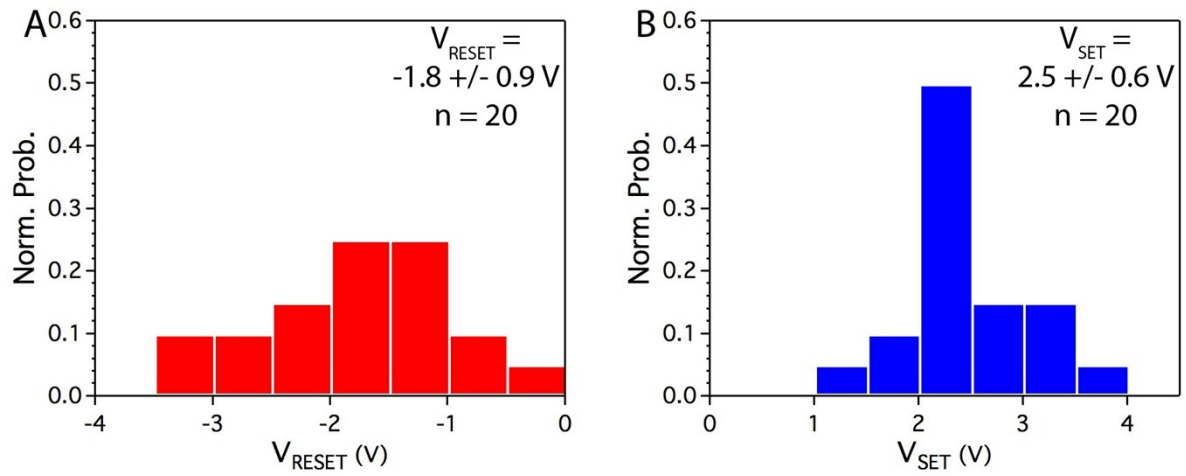 A
V_RESET =
-1.8 +/- 0.9 V
n = 20
0.6
0.5
0.4
0.3
0.2
0.1
0.0
Norm. Prob.
-4 -3 -2 -1 0
V_RESET (V)
B
V_SET =
2.5 +/- 0.6 V
n = 20
0.6
0.5
0.4
0.3
0.2
0.1
0.0
Norm. Prob.
0 1 2 3 4
V_SET (V)